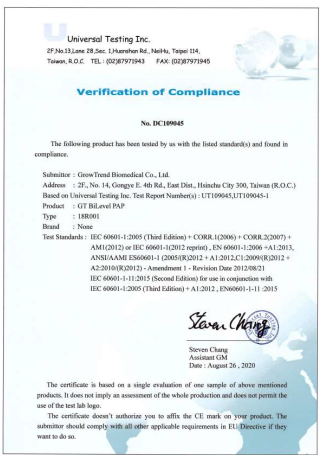 Universal Testing Inc.
2F,No.13,Lane 28,Sec. 1,Huanshan Rd., NeiHu, Taipei 114,
Taiwan, R.O.C. TEL : (02)87971943 FAX: (02)87971945
Verification of Compliance
No. DC109045
The following product has been tested by us with the listed standard(s) and found in
compliance.
Submittor : GrowTrend Biomedical Co., Ltd.
Address : 2F., No. 14, Gongye E. 4th Rd., East Dist., Hsinchu City 300, Taiwan (R.O.C.)
Based on Universal Testing Inc. Test Report Number(s) : UT109045,UT109045-1
Product : GT BiLevel PAP
Type : 18R001
Brand : None
Test Standards : IEC 60601-1:2005 (Third Edition) + CORR.1(2006) + CORR.2(2007) +
AM1(2012) or IEC 60601-1(2012 reprint) , EN 60601-1:2006 +A1:2013,
ANSI/AAMI ES60601-1 (2005/(R)2012 + A1:2012,C1:2009/(R)2012 +
A2:2010/(R)2012) - Amendment 1 - Revision Date 2012/08/21
IEC 60601-1-11:2015 (Second Edition) for use in conjunction with
IEC 60601-1:2005 (Third Edition) + A1:2012 , EN60601-1-11 :2015
Steven Chang
Steven Chang
Assistant GM
Date : August 26 , 2020
The certificate is based on a single evaluation of one sample of above mentioned
products. It does not imply an assessment of the whole production and does not permit the
use of the test lab logo.
The certificate doesn't authorize you to affix the CE mark on your product. The
submittor should comply with all other applicable requirements in EU Directive if they
want to do so.